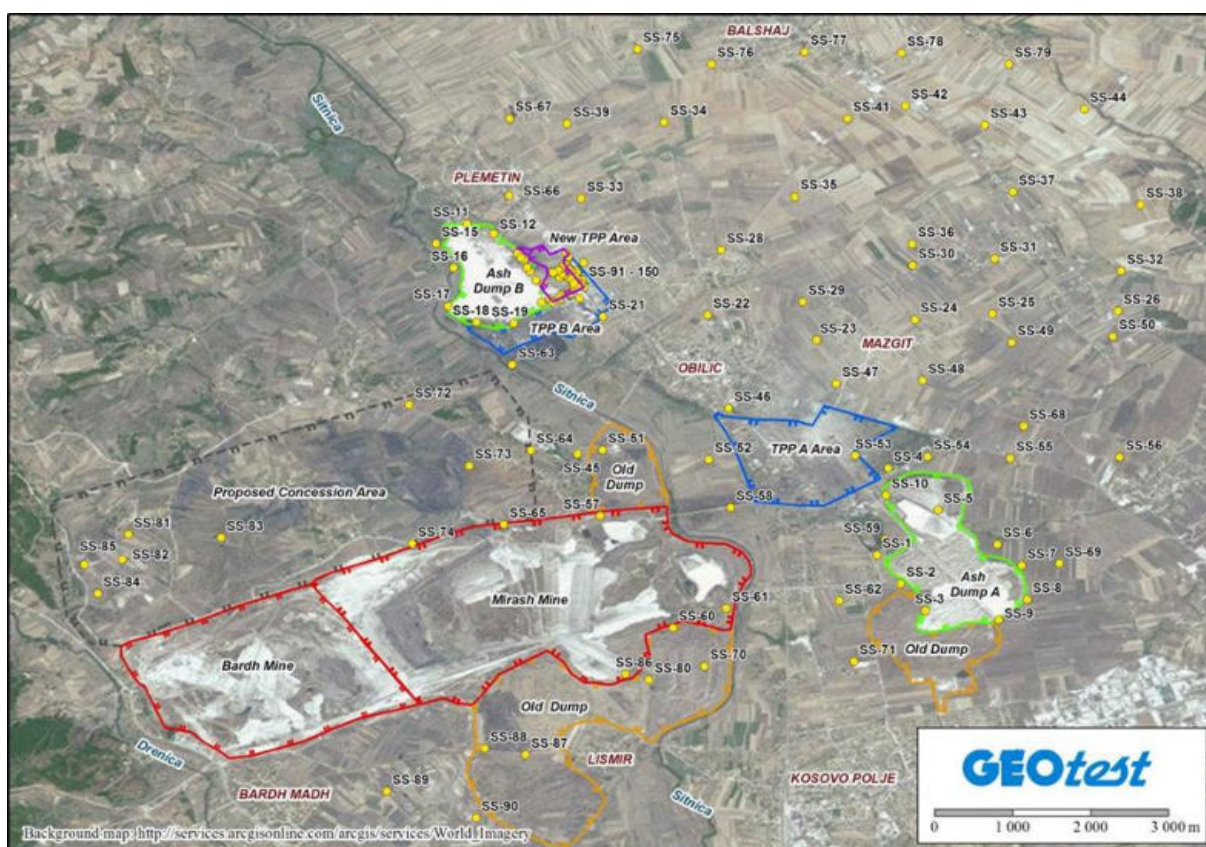 BALSHAJ
SS-75
SS-76
SS-77
SS-78
SS-79
Sitnica
SS-67
SS-39
SS-34
SS-41
SS-42
SS-43
SS-44
PLEMETIN
SS-66
SS-33
SS-35
SS-37
SS-38
SS-11
SS-12
SS-15
New TPP Area
SS-28
SS-36
SS-30
SS-31
SS-32
SS-16
Ash
Dump B
SS-91 - 150
SS-17
SS-18
SS-19
SS-21
TPP B Area
SS-22
SS-29
SS-24
SS-25
SS-26
SS-23
MAZGIT
SS-49
SS-50
SS-63
OBILIC
SS-47
SS-48
Sitnica
SS-72
SS-46
SS-68
SS-64
SS-51
SS-73
SS-45
Old
Dump
SS-52
TPP A Area
SS-53
SS-4
SS-54
SS-55
SS-56
Proposed Concession Area
SS-10
SS-5
SS-57
SS-58
SS-65
SS-81
SS-83
SS-74
SS-59
SS-1
SS-6
SS-85
SS-82
SS-7
SS-69
SS-84
SS-2
Ash
Dump A
SS-62
SS-8
Mirash Mine
SS-61
SS-60
SS-3
SS-9
Bardh Mine
SS-86
SS-80
SS-70
SS-71
Old Dump
Old Dump
SS-88
SS-87
LISMIR
Drenica
BARDH MADH
SS-89
Sitnica
KOSOVO POLJE
SS-90
GEOtest
0 1 000 2 000 3 000 m
Background map: http://services.arcgisonline.com/arcgis/services/World_Imagery